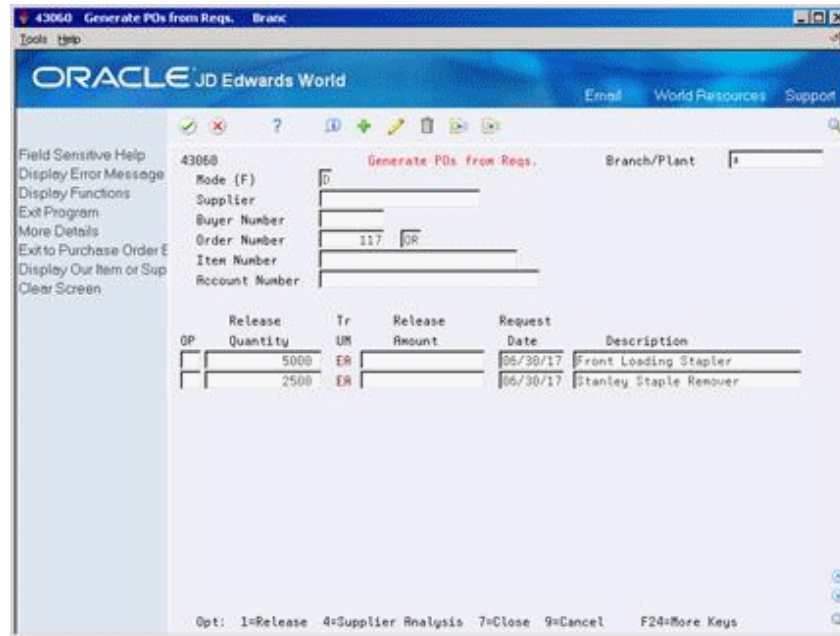 43060 Generate POs from Reqs. Branc
Tools Help
ORACLE JD Edwards World
Email World Resources Support
Field Sensitive Help
Display Error Message
Display Functions
Exit Program
More Details
Exit to Purchase Order E
Display Our Item or Sup
Clear Screen
43060 Generate POs from Reqs. Branch/Plant *
Mode (F) D
Supplier
Buyer Number
Order Number 117 OR
Item Number
Account Number
Release Tr Release Request
OP Quantity UM Amount Date Description
5000 EA 06/30/17 Front Loading Stapler
2500 EA 06/30/17 Stanley Staple Remover
Opt: 1=Release 4=Supplier Analysis 7=Close 9=Cancel F24=More Keys